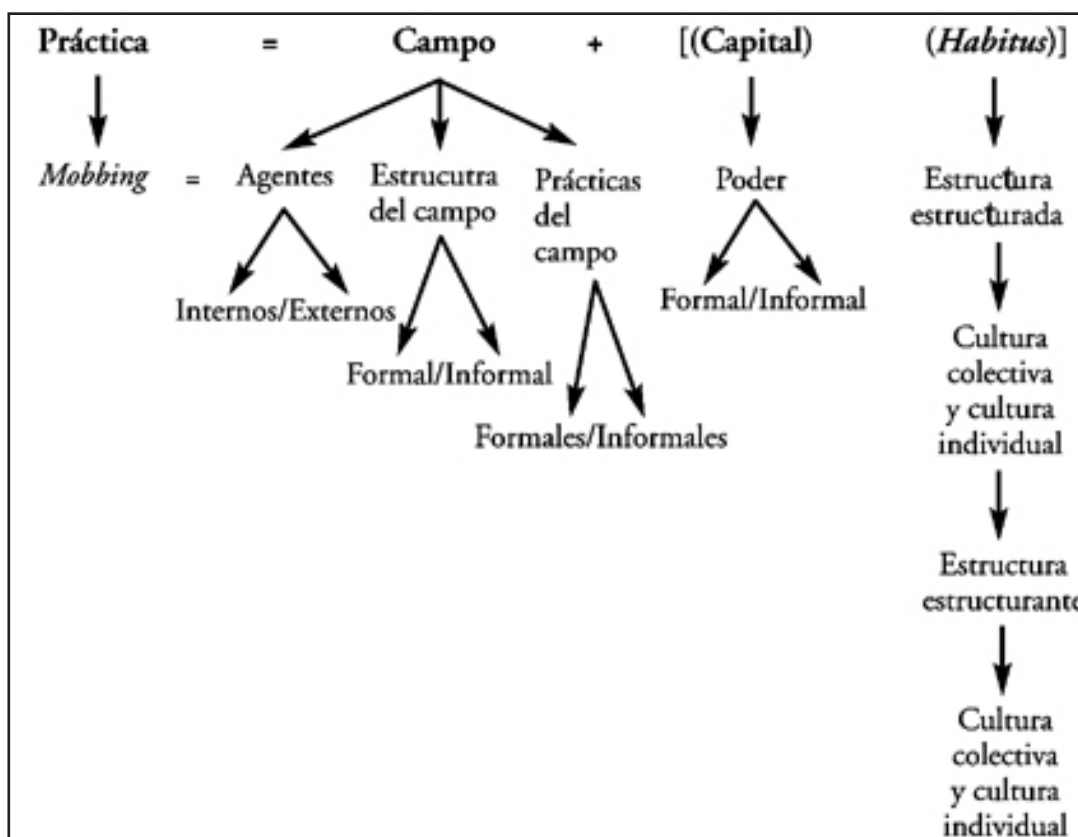 Práctica = Campo + [(Capital) (Habitus)]
Mobbing = Agentes
Estrucutra
del campo
Prácticas
del
campo
Poder
Estructura
estructurada
Internos/Externos
Formal/Informal
Formales/Informales
Formal/Informal
Cultura
colectiva
y cultura
individual
Estructura
estructurante
Cultura
colectiva
y cultura
individual